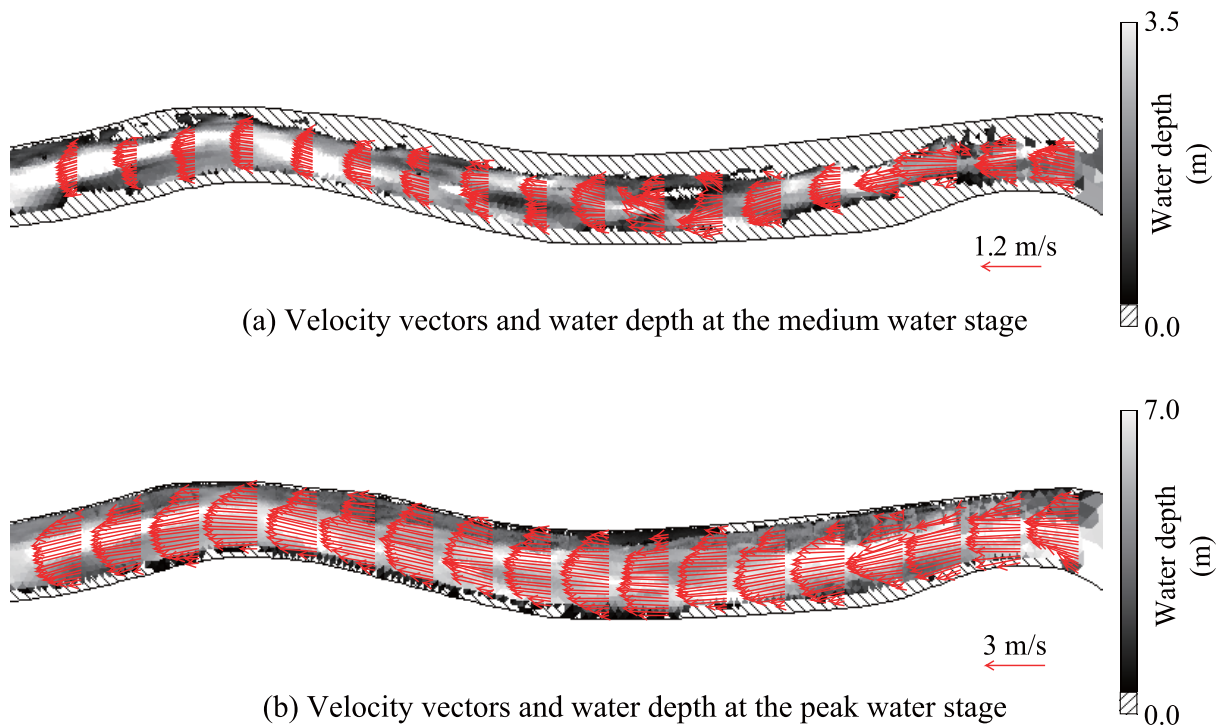 3.5
Water depth
(m)
0.0
1.2 m/s
(a) Velocity vectors and water depth at the medium water stage
7.0
Water depth
(m)
0.0
3 m/s
(b) Velocity vectors and water depth at the peak water stage